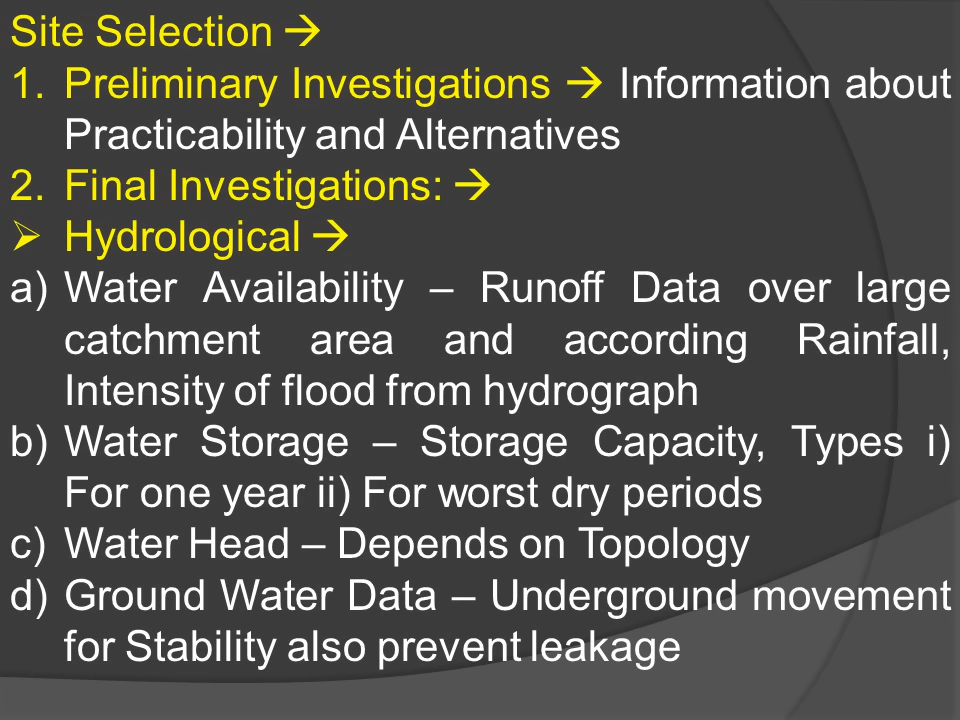 Site Selection →
1. Preliminary Investigations → Information about
Practicability and Alternatives
2. Final Investigations: →
➢ Hydrological →
a) Water Availability – Runoff Data over large
catchment area and according Rainfall,
Intensity of flood from hydrograph
b) Water Storage – Storage Capacity, Types i)
For one year ii) For worst dry periods
c) Water Head – Depends on Topology
d) Ground Water Data – Underground movement
for Stability also prevent leakage